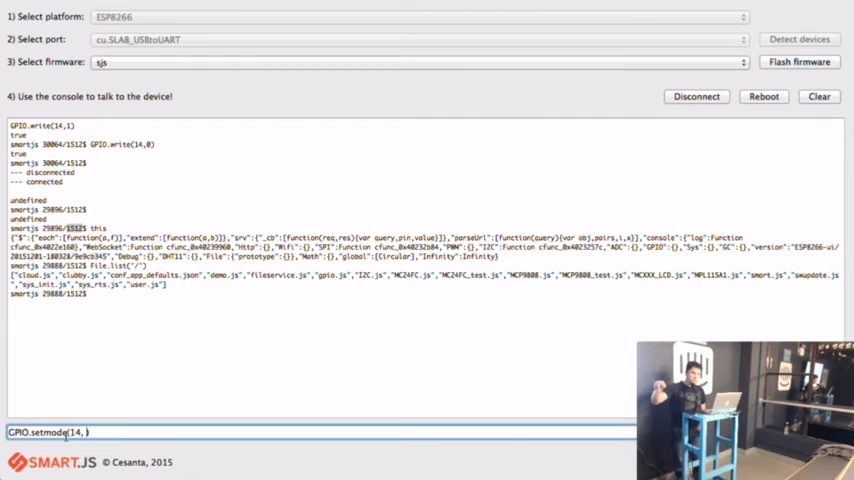 1) Select platform: ESP8266
2) Select port: cu.SLAB_USBtoUART Detect devices
3) Select firmware: sjs Flash firmware
4) Use the console to talk to the device! Disconnect Reboot Clear
GPIO.write(14,1)
true
smartjs 30064/1512$ GPIO.write(14,0)
true
smartjs 30064/1512$
--- disconnected
--- connected
undefined
smartjs 29896/1512$
undefined
smartjs 29896/1512$ this
{"$":{"each":[function(a,f)],"extend":[function(a,b)]},"srv":{"_cb":[function(req,res){var query,pin,value}]},"parseUrl":[function(query){var obj,pairs,i,x}],"console":{"log":Function
cfunc_0x4022e160},"WebSocket":Function cfunc_0x40239960,"Http":{},"Wifi":{},"SPI":Function cfunc_0x40232b84,"PWM":{},"I2C":Function cfunc_0x4023257c,"ADC":{},"GPIO":{},"Sys":{},"GC":{},"version":"ESP8266-ui/
20151201-180328/9e9cb345","Debug":{},"DHT11":{},"File":{"prototype":{}},"Math":{},"global":[Circular],"Infinity":Infinity}
smartjs 29888/1512$ File.list('/')
["cloud.js","clubby.js","conf_app_defaults.json","demo.js","fileservice.js","gpio.js","I2C.js","MC24FC.js","MC24FC_test.js","MCP9808.js","MCP9808_test.js","MCXXX_LCD.js","MPL115A1.js","smart.js","swupdate.js
","sys_init.js","sys_rts.js","user.js"]
smartjs 29888/1512$
GPIO.setmode(14, )
SMART.JS © Cesanta, 2015